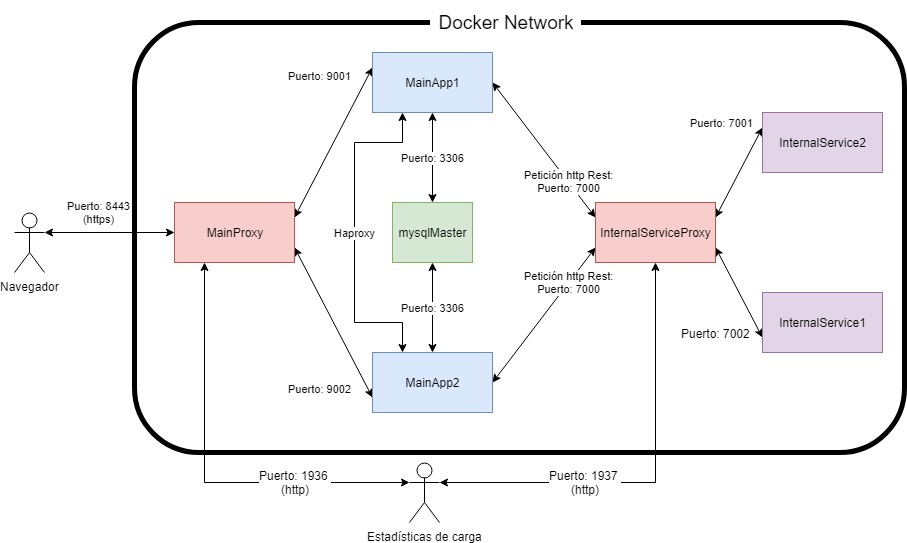 Docker Network
Puerto: 9001
MainApp1
Puerto: 7001
InternalService2
Puerto: 3306
Petición http Rest:
Puerto: 7000
Puerto: 8443
(https)
MainProxy
Haproxy
mysqlMaster
InternalServiceProxy
Navegador
Petición http Rest:
Puerto: 7000
Puerto: 3306
InternalService1
Puerto: 7002
Puerto: 9002
MainApp2
Puerto: 1936
(http)
Puerto: 1937
(http)
Estadísticas de carga